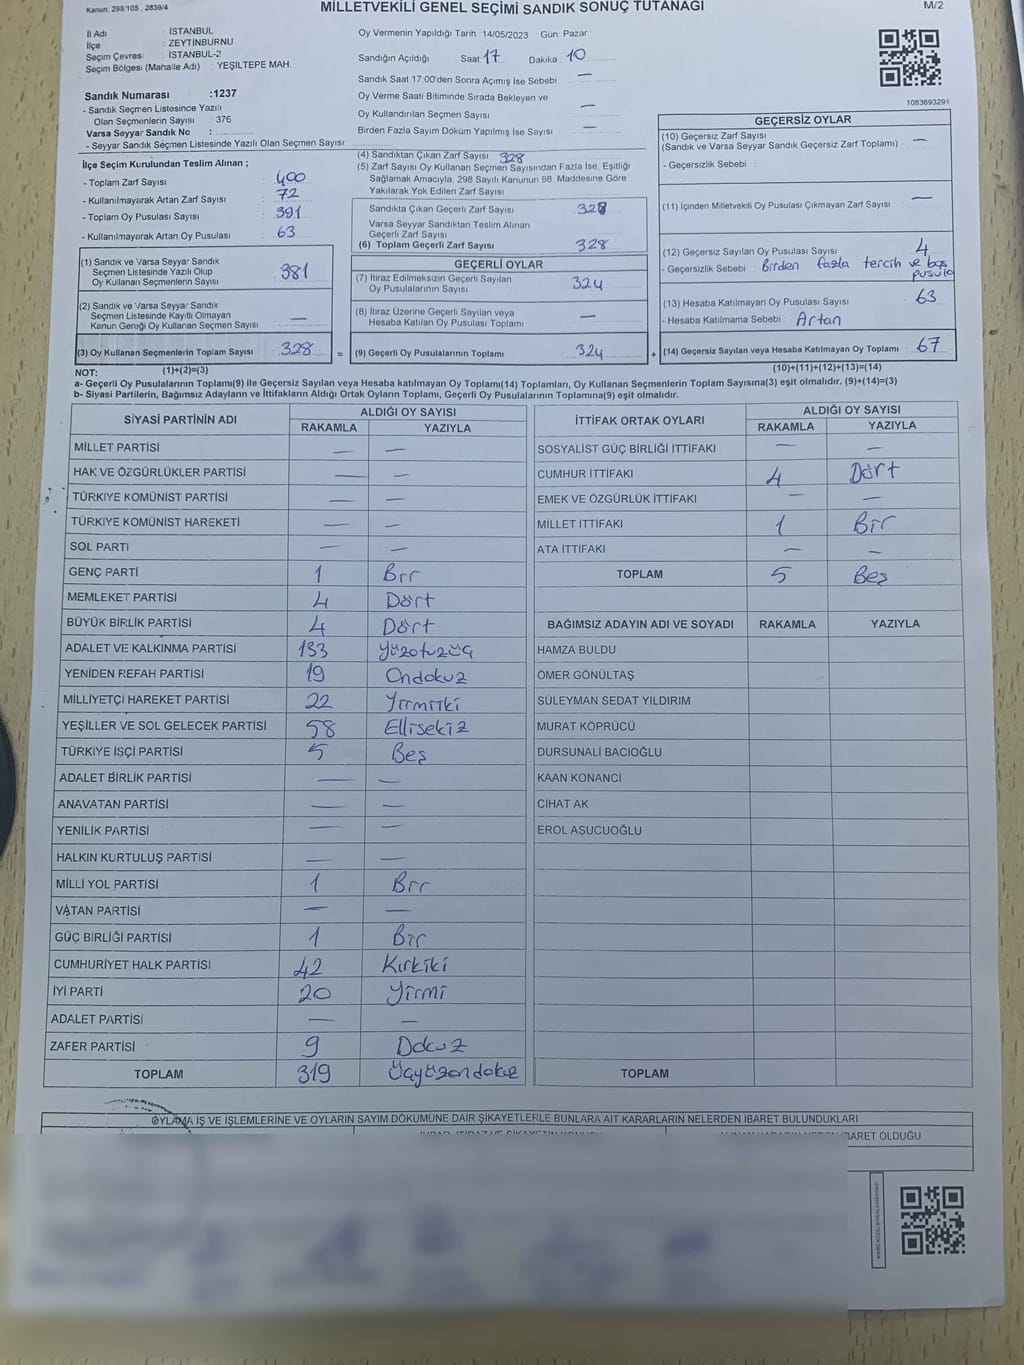 Kanun, 298/105 , 2839/4
MİLLETVEKİLİ GENEL SEÇİMİ SANDIK SONUÇ TUTANAĞI
M/2
İl Adı : İSTANBUL
İlçe : ZEYTİNBURNU
Seçim Çevresi : İSTANBUL-2
Seçim Bölgesi (Mahalle Adı) : YEŞİLTEPE MAH.
Sandık Numarası :1237
- Sandık Seçmen Listesinde Yazılı
Olan Seçmenlerin Sayısı : 376
Varsa Seyyar Sandık No :
- Seyyar Sandık Seçmen Listesinde Yazılı Olan Seçmen Sayısı:
İlçe Seçim Kurulundan Teslim Alınan ;
- Toplam Zarf Sayısı : 400
- Kullanılmayarak Artan Zarf Sayısı : 72
- Toplam Oy Pusulası Sayısı : 391
- Kullanılmayarak Artan Oy Pusulası : 63
(1) Sandık ve Varsa Seyyar Sandık
Seçmen Listesinde Yazılı Olup
Oy Kullanan Seçmenlerin Sayısı : 381
(2) Sandık ve Varsa Seyyar Sandık
Seçmen Listesinde Kayıtlı Olmayan
Kanun Gereği Oy Kullanan Seçmen Sayısı : —
(3) Oy Kullanan Seçmenlerin Toplam Sayısı : 328
Oy Vermenin Yapıldığı Tarih :14/05/2023 Gün: Pazar
Sandığın Açıldığı Saat: 17 Dakika: 10
Sandık Saat 17:00'den Sonra Açılmış İse Sebebi —
Oy Verme Saati Bitiminde Sırada Bekleyen ve
Oy Kullandırılan Seçmen Sayısı —
Birden Fazla Sayım Döküm Yapılmış İse Sayısı —
(4) Sandıktan Çıkan Zarf Sayısı 328
(5) Zarf Sayısı Oy Kullanan Seçmen Sayısından Fazla İse, Eşitliği
Sağlamak Amacıyla, 298 Sayılı Kanunun 98. Maddesine Göre
Yakılarak Yok Edilen Zarf Sayısı
Sandıkta Çıkan Geçerli Zarf Sayısı 328
Varsa Seyyar Sandıktan Teslim Alınan
Geçerli Zarf Sayısı
(6) Toplam Geçerli Zarf Sayısı 328
GEÇERLİ OYLAR
(7) İtiraz Edilmeksizin Geçerli Sayılan
Oy Pusulalarının Sayısı 324
(8) İtiraz Üzerine Geçerli Sayılan veya
Hesaba Katılan Oy Pusulası Toplamı —
= (9) Geçerli Oy Pusulalarının Toplamı : 324
1083693291
GEÇERSİZ OYLAR
(10) Geçersiz Zarf Sayısı
(Sandık ve Varsa Seyyar Sandık Geçersiz Zarf Toplamı) —
- Geçersizlik Sebebi :
(11) İçinden Milletvekili Oy Pusulası Çıkmayan Zarf Sayısı —
(12) Geçersiz Sayılan Oy Pusulası Sayısı 4
- Geçersizlik Sebebi : Birden fazla tercih ve boş
pusula
(13) Hesaba Katılmayan Oy Pusulası Sayısı 63
- Hesaba Katılmama Sebebi : Artan
+ (14) Geçersiz Sayılan veya Hesaba Katılmayan Oy Toplamı : 67
NOT: (1)+(2)=(3) (10)+(11)+(12)+(13)=(14)
a- Geçerli Oy Pusulalarının Toplamı(9) ile Geçersiz Sayılan veya Hesaba katılmayan Oy Toplamı(14) Toplamları, Oy Kullanan Seçmenlerin Toplam Sayısına(3) eşit olmalıdır. (9)+(14)=(3)
b- Siyasi Partilerin, Bağımsız Adayların ve İttifakların Aldığı Ortak Oyların Toplamı, Geçerli Oy Pusulalarının Toplamına(9) eşit olmalıdır.
SİYASİ PARTİNİN ADI ALDIĞI OY SAYISI
RAKAMLA YAZIYLA
MİLLET PARTİSİ — —
HAK VE ÖZGÜRLÜKLER PARTİSİ — —
TÜRKİYE KOMÜNİST PARTİSİ — —
TÜRKİYE KOMÜNİST HAREKETİ — —
SOL PARTİ — —
GENÇ PARTİ 1 Bir
MEMLEKET PARTİSİ 4 Dört
BÜYÜK BİRLİK PARTİSİ 4 Dört
ADALET VE KALKINMA PARTİSİ 133 Yüzotuzüç
YENİDEN REFAH PARTİSİ 19 Ondokuz
MİLLİYETÇİ HAREKET PARTİSİ 22 Yirmiiki
YEŞİLLER VE SOL GELECEK PARTİSİ 58 Ellisekiz
TÜRKİYE İŞÇİ PARTİSİ 5 Beş
ADALET BİRLİK PARTİSİ — —
ANAVATAN PARTİSİ — —
YENİLİK PARTİSİ — —
HALKIN KURTULUŞ PARTİSİ — —
MİLLİ YOL PARTİSİ 1 Bir
VATAN PARTİSİ — —
GÜÇ BİRLİĞİ PARTİSİ 1 Bir
CUMHURİYET HALK PARTİSİ 42 Kırkiki
İYİ PARTİ 20 Yirmi
ADALET PARTİSİ — —
ZAFER PARTİSİ 9 Dokuz
TOPLAM 319 Üçyüzondokuz
İTTİFAK ORTAK OYLARI ALDIĞI OY SAYISI
RAKAMLA YAZIYLA
SOSYALİST GÜÇ BİRLİĞİ İTTİFAKI — —
CUMHUR İTTİFAKI 4 Dört
EMEK VE ÖZGÜRLÜK İTTİFAKI — —
MİLLET İTTİFAKI 1 Bir
ATA İTTİFAKI — —
TOPLAM 5 Beş
BAĞIMSIZ ADAYIN ADI VE SOYADI RAKAMLA YAZIYLA
HAMZA BULDU
ÖMER GÖNÜLTAŞ
SÜLEYMAN SEDAT YILDIRIM
MURAT KÖPRÜCÜ
DURSUNALİ BACIOĞLU
KAAN KONANCİ
CİHAT AK
EROL AŞUCUOĞLU
TOPLAM
OYLAMA İŞ VE İŞLEMLERİNE VE OYLARIN SAYIM DÖKÜMÜNE DAİR ŞİKAYETLERLE BUNLARA AİT KARARLARIN NELERDEN İBARET BULUNDUKLARI
İBARET OLDUĞU